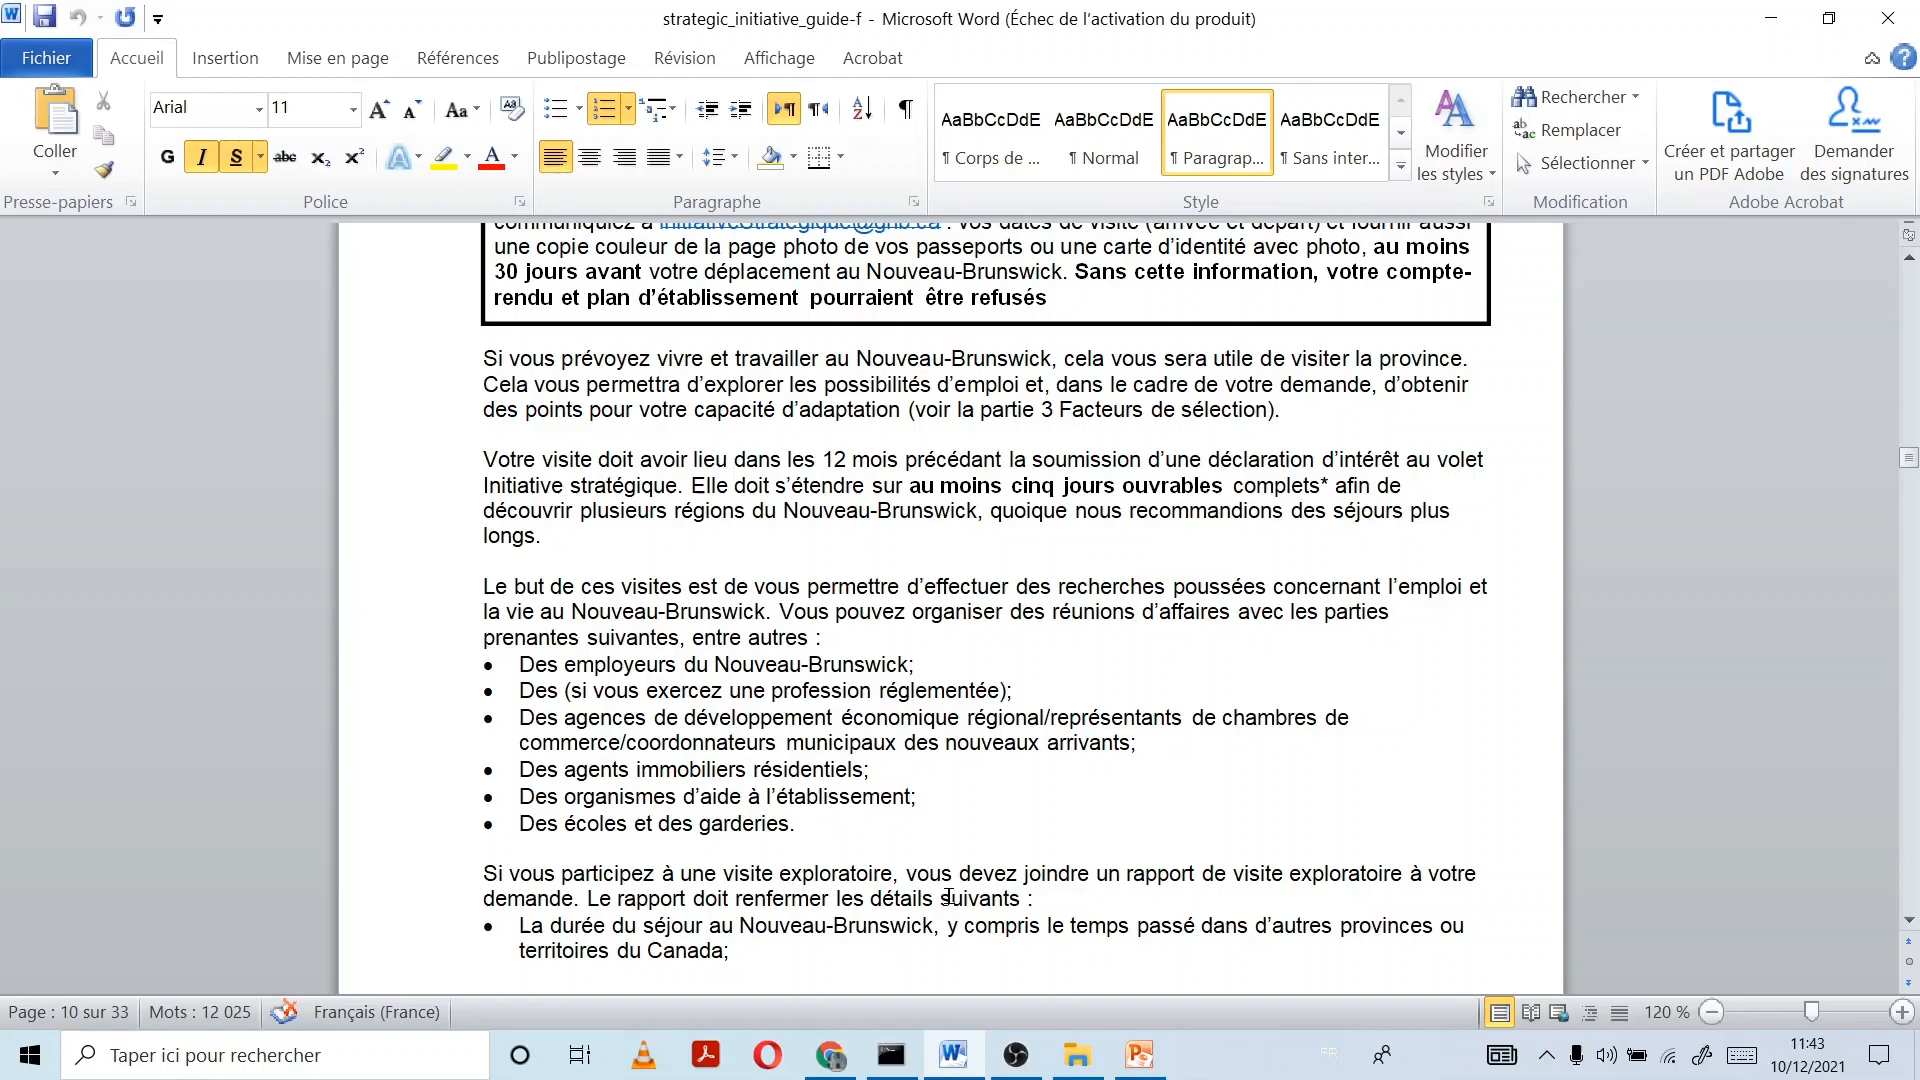 strategic_initiative_guide-f - Microsoft Word (Échec de l'activation du produit)
Fichier Accueil Insertion Mise en page Références Publipostage Révision Affichage Acrobat
Arial 11
Coller
G I S abc
AaBbCcDdE AaBbCcDdE AaBbCcDdE AaBbCcDdE
¶ Corps de ... ¶ Normal ¶ Paragrap... ¶ Sans inter...
Modifier
les styles
Rechercher
Remplacer
Sélectionner
Créer et partager
un PDF Adobe
Demander
des signatures
Presse-papiers Police Paragraphe Style Modification Adobe Acrobat
communiquez à InitiativeStrategique@gnb.ca : vos dates de visite (arrivée et départ) et fournir aussi
une copie couleur de la page photo de vos passeports ou une carte d'identité avec photo, au moins
30 jours avant votre déplacement au Nouveau-Brunswick. Sans cette information, votre compte-
rendu et plan d'établissement pourraient être refusés
Si vous prévoyez vivre et travailler au Nouveau-Brunswick, cela vous sera utile de visiter la province.
Cela vous permettra d'explorer les possibilités d'emploi et, dans le cadre de votre demande, d'obtenir
des points pour votre capacité d'adaptation (voir la partie 3 Facteurs de sélection).
Votre visite doit avoir lieu dans les 12 mois précédant la soumission d'une déclaration d'intérêt au volet
Initiative stratégique. Elle doit s'étendre sur au moins cinq jours ouvrables complets* afin de
découvrir plusieurs régions du Nouveau-Brunswick, quoique nous recommandions des séjours plus
longs.
Le but de ces visites est de vous permettre d'effectuer des recherches poussées concernant l'emploi et
la vie au Nouveau-Brunswick. Vous pouvez organiser des réunions d'affaires avec les parties
prenantes suivantes, entre autres :
• Des employeurs du Nouveau-Brunswick;
• Des (si vous exercez une profession réglementée);
• Des agences de développement économique régional/représentants de chambres de
commerce/coordonnateurs municipaux des nouveaux arrivants;
• Des agents immobiliers résidentiels;
• Des organismes d'aide à l'établissement;
• Des écoles et des garderies.
Si vous participez à une visite exploratoire, vous devez joindre un rapport de visite exploratoire à votre
demande. Le rapport doit renfermer les détails suivants :
• La durée du séjour au Nouveau-Brunswick, y compris le temps passé dans d'autres provinces ou
territoires du Canada;
Page : 10 sur 33 Mots : 12 025 Français (France) 120 %
Taper ici pour rechercher
FR
11:43
10/12/2021